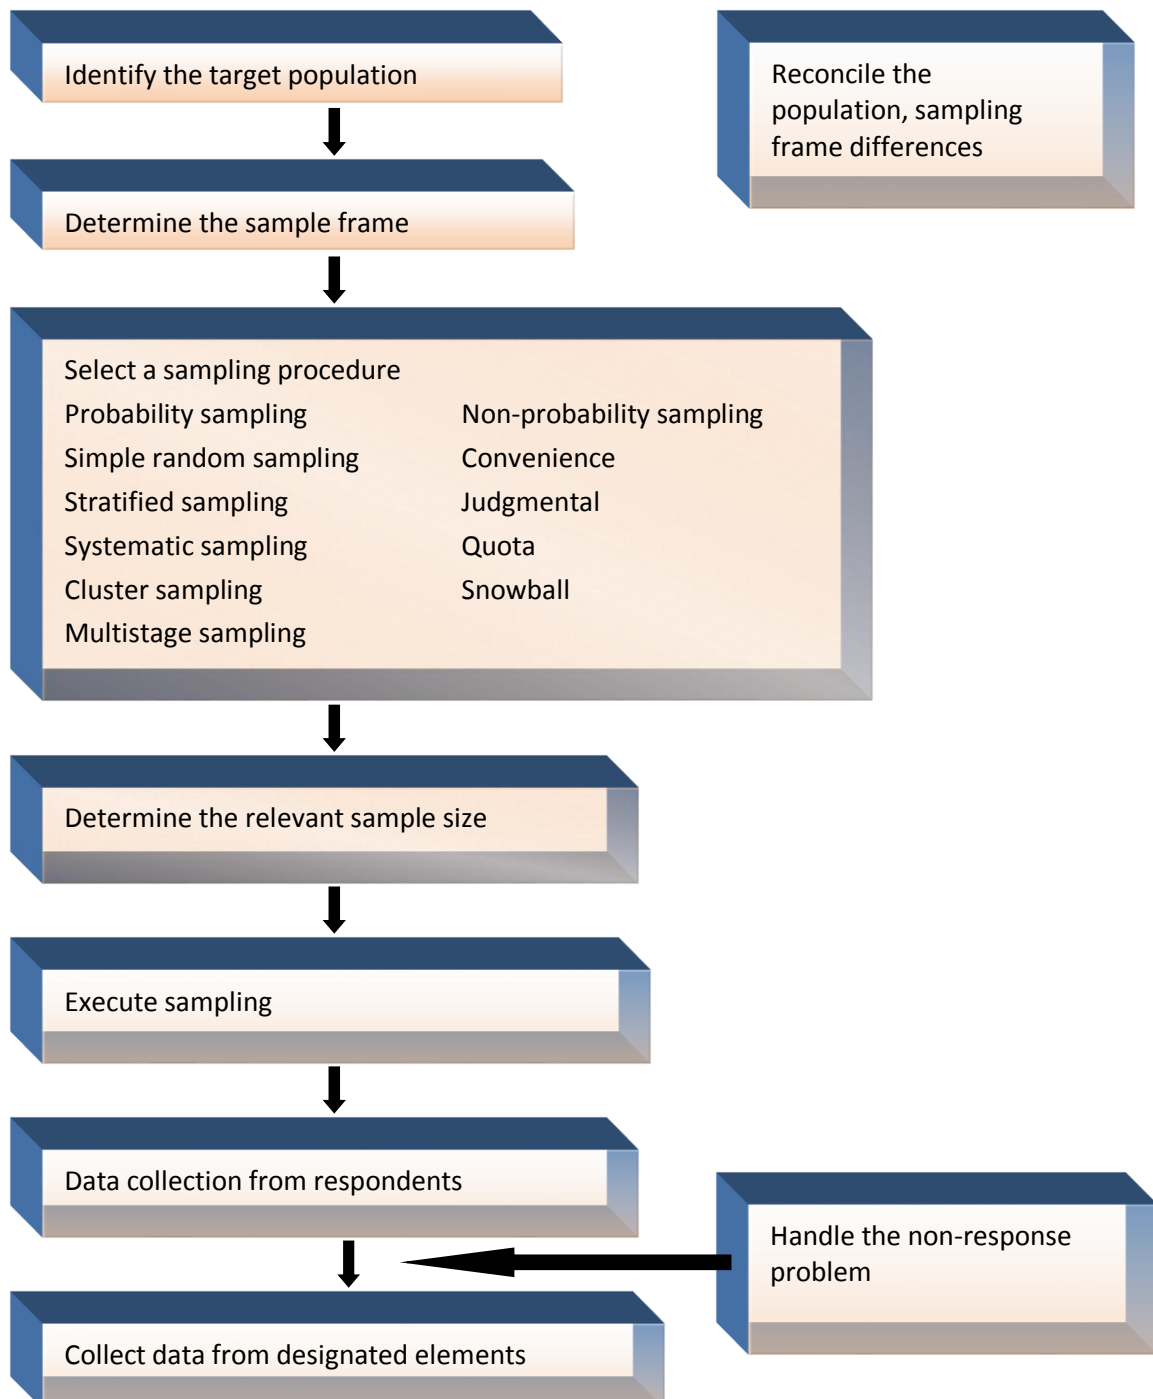 Identify the target population
Reconcile the
population, sampling
frame differences
Determine the sample frame
Select a sampling procedure
Probability sampling
Non-probability sampling
Simple random sampling
Convenience
Stratified sampling
Judgmental
Systematic sampling
Quota
Cluster sampling
Snowball
Multistage sampling
Determine the relevant sample size
Execute sampling
Data collection from respondents
Handle the non-response
problem
Collect data from designated elements